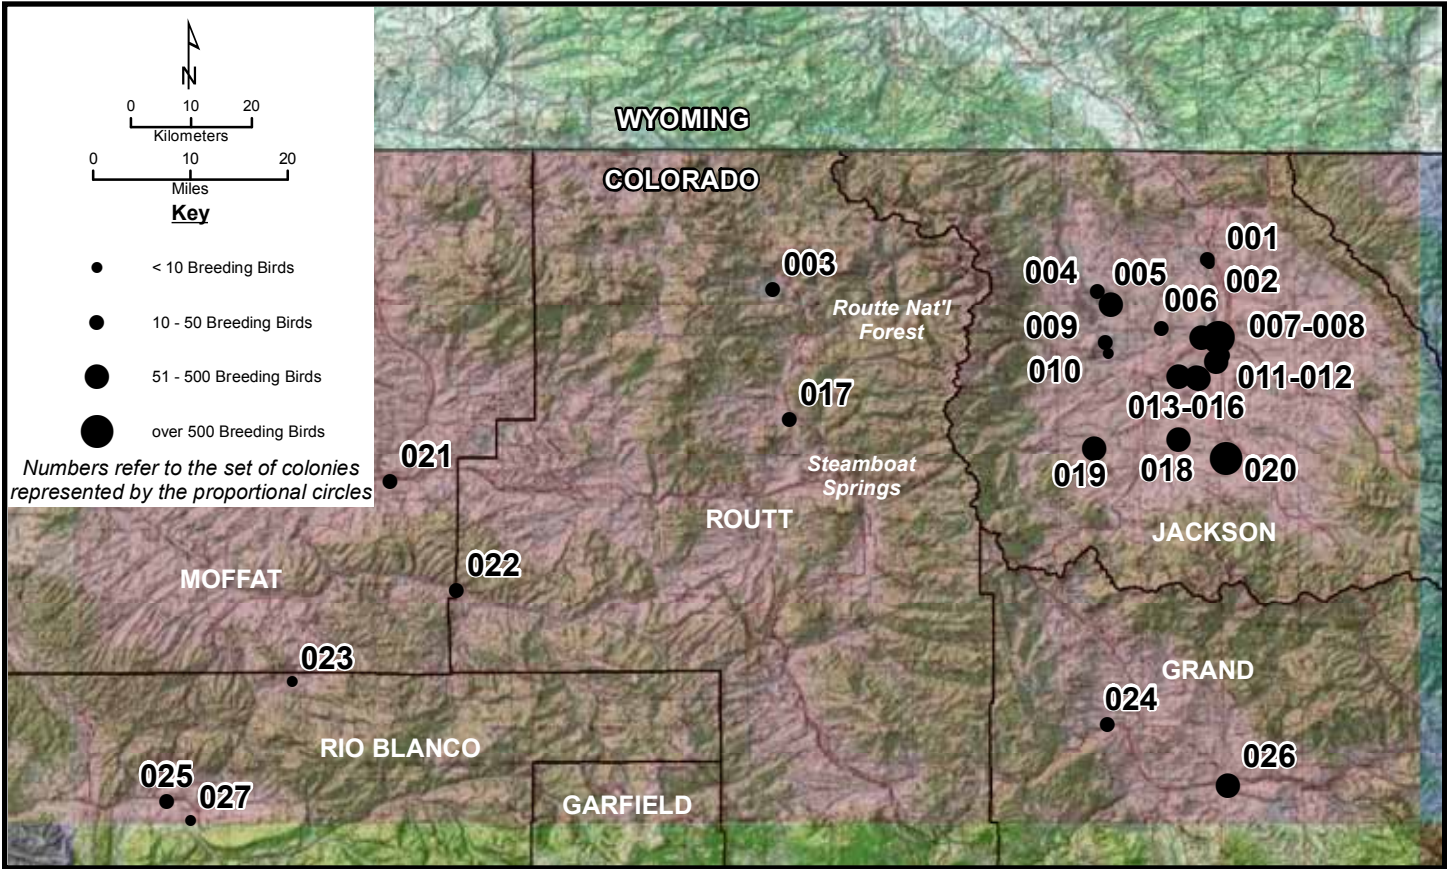 N
0 10 20
Kilometers
0 10 20
Miles
Key
< 10 Breeding Birds
10 - 50 Breeding Birds
51 - 500 Breeding Birds
over 500 Breeding Birds
Numbers refer to the set of colonies
represented by the proportional circles
WYOMING
COLORADO
001
002
003
004
005
006
Routte Nat'l
Forest
007-008
009
010
011-012
013-016
017
Steamboat
Springs
018
019
020
021
ROUTT
JACKSON
022
MOFFAT
023
GRAND
024
RIO BLANCO
026
025
027
GARFIELD